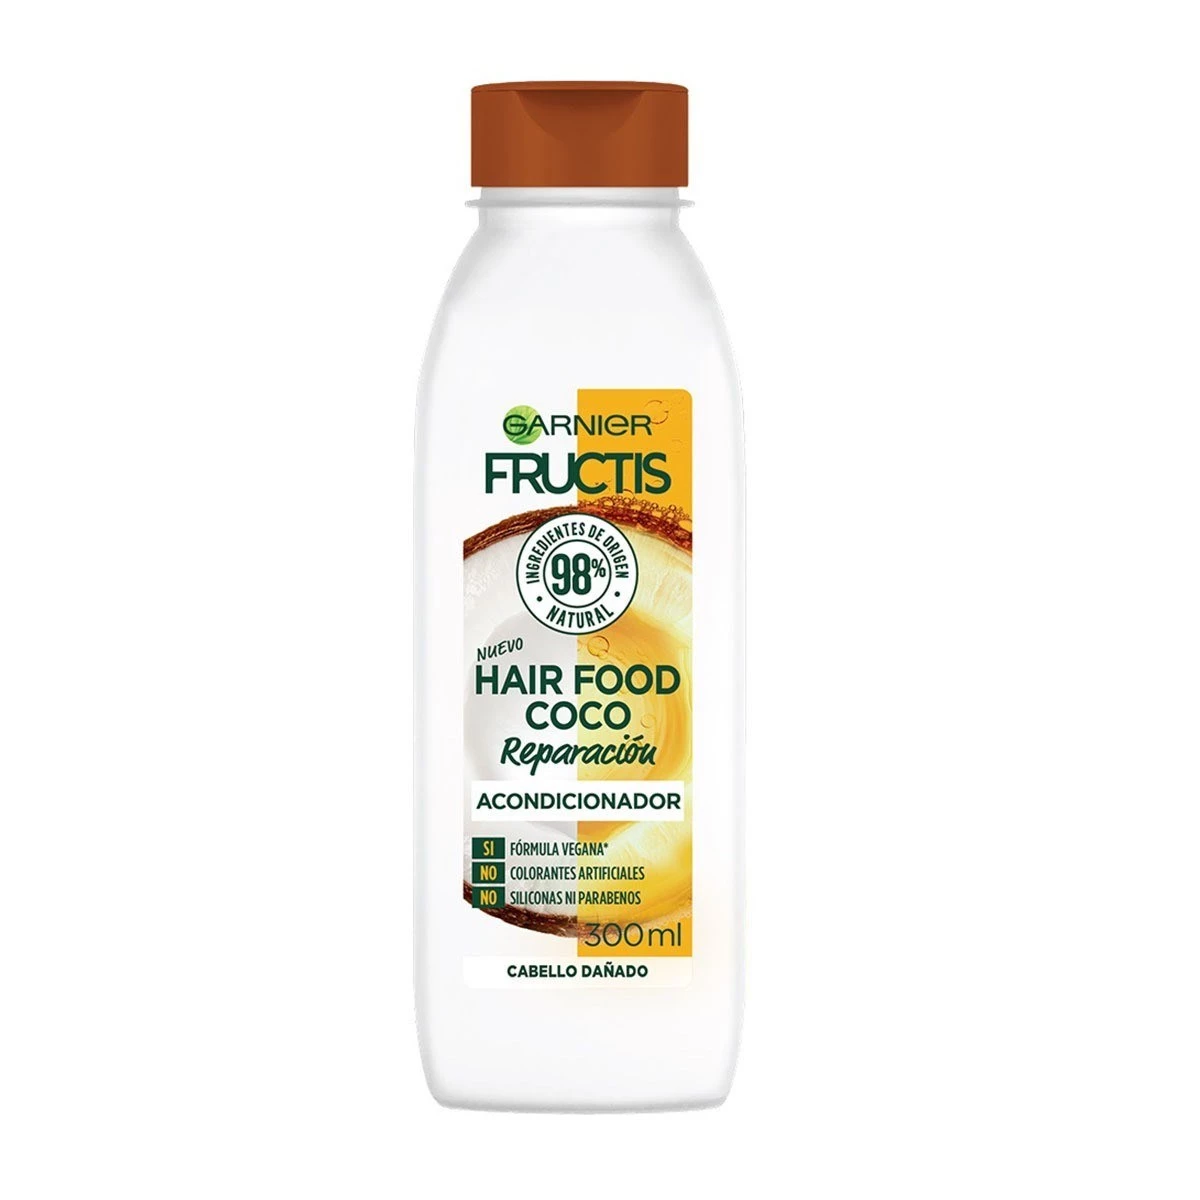 GARNIER
FRUCTIS
INGREDIENTES DE ORIGEN
98%
• NATURAL •
NUEVO
HAIR FOOD
COCO
Reparación
ACONDICIONADOR
SI FÓRMULA VEGANA*
NO COLORANTES ARTIFICIALES
NO SILICONAS NI PARABENOS
300ml
CABELLO DAÑADO